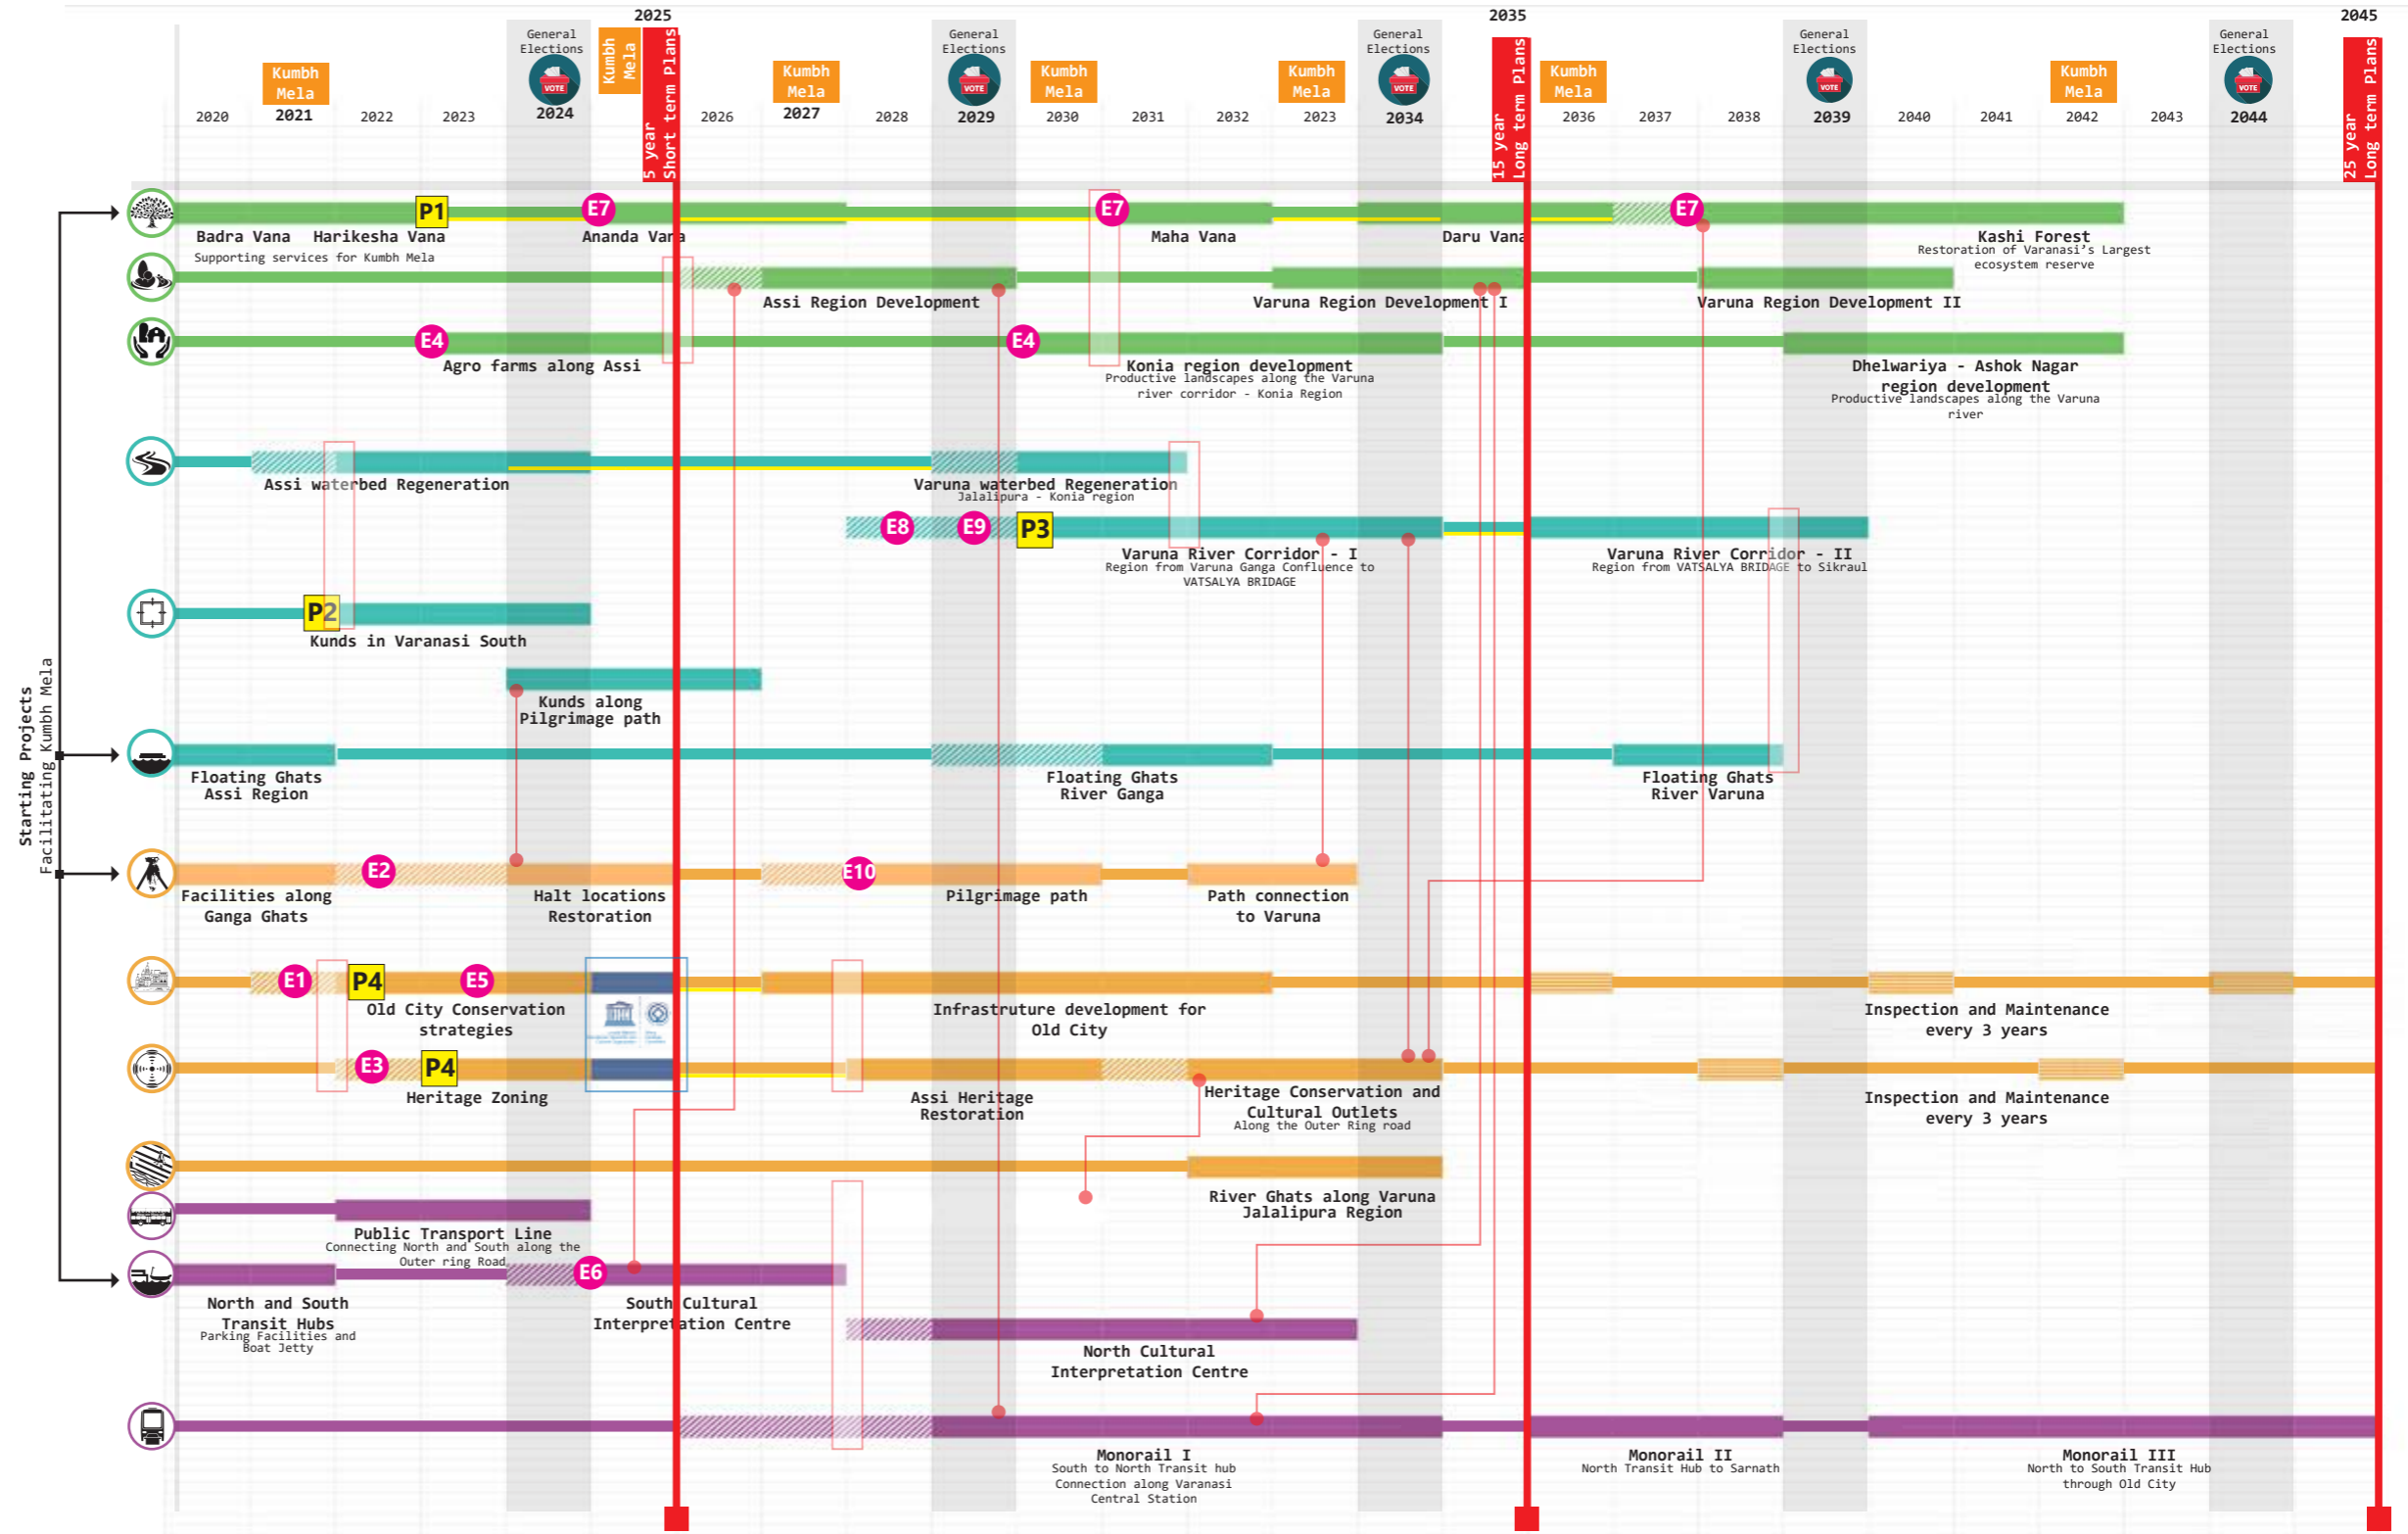 2025
2035
2045
General
Elections
General
Elections
General
Elections
General
Elections
General
Elections
VOTE
VOTE
VOTE
VOTE
VOTE
Kumbh
Mela
Kumbh
Mela
Kumbh
Mela
Kumbh
Mela
Kumbh
Mela
Kumbh
Mela
Kumbh
Mela
5 year
Short term Plans
15 year
Long term Plans
25 year
Long term Plans
2020 2021 2022 2023 2024 2026 2027 2028 2029 2030 2031 2032 2023 2034 2036 2037 2038 2039 2040 2041 2042 2043 2044
P1 E7 E7 E7
Badra Vana Harikesha Vana Ananda Vana Maha Vana Daru Vana Kashi Forest
Supporting services for Kumbh Mela
Restoration of Varanasi's Largest
ecosystem reserve
Assi Region Development Varuna Region Development I Varuna Region Development II
E4 E4
Agro farms along Assi
Konia region development
Productive landscapes along the Varuna
river corridor - Konia Region
Dhelwariya - Ashok Nagar
region development
Productive landscapes along the Varuna
river
Assi waterbed Regeneration
Varuna waterbed Regeneration
Jalalipura - Konia region
E8 E9 P3
Varuna River Corridor - I
Region from Varuna Ganga Confluence to
VATSALYA BRIDAGE
Varuna River Corridor - II
Region from VATSALYA BRIDAGE to Sikraul
P2
Kunds in Varanasi South
Kunds along
Pilgrimage path
Starting Projects
Facilitating Kumbh Mela
Floating Ghats
Assi Region
Floating Ghats
River Ganga
Floating Ghats
River Varuna
E2 E10
Facilities along
Ganga Ghats
Halt locations
Restoration
Pilgrimage path
Path connection
to Varuna
E1 P4 E5
Old City Conservation
strategies
Infrastruture development for
Old City
Inspection and Maintenance
every 3 years
E3 P4
Heritage Zoning
Assi Heritage
Restoration
Heritage Conservation and
Cultural Outlets
Along the Outer Ring road
Inspection and Maintenance
every 3 years
River Ghats along Varuna
Jalalipura Region
Public Transport Line
Connecting North and South along the
Outer ring Road
E6
North and South
Transit Hubs
Parking Facilities and
Boat Jetty
South Cultural
Interpretation Centre
North Cultural
Interpretation Centre
Monorail I
South to North Transit hub
Connection along Varanasi
Central Station
Monorail II
North Transit Hub to Sarnath
Monorail III
North to South Transit Hub
through Old City